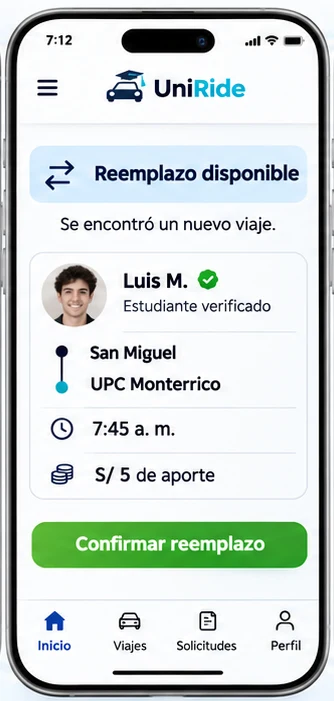 7:12
UniRide
Reemplazo disponible
Se encontró un nuevo viaje.
Luis M.
Estudiante verificado
San Miguel
UPC Monterrico
7:45 a. m.
S/ 5 de aporte
Confirmar reemplazo
Inicio Viajes Solicitudes Perfil